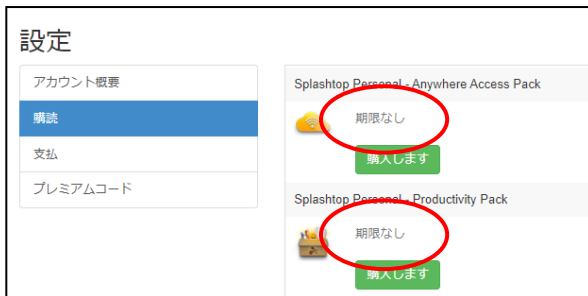 設定
アカウント概要
購読
支払
プレミアムコード
Splashtop Personal - Anywhere Access Pack
期限なし
購入します
Splashtop Personal - Productivity Pack
期限なし
購入します